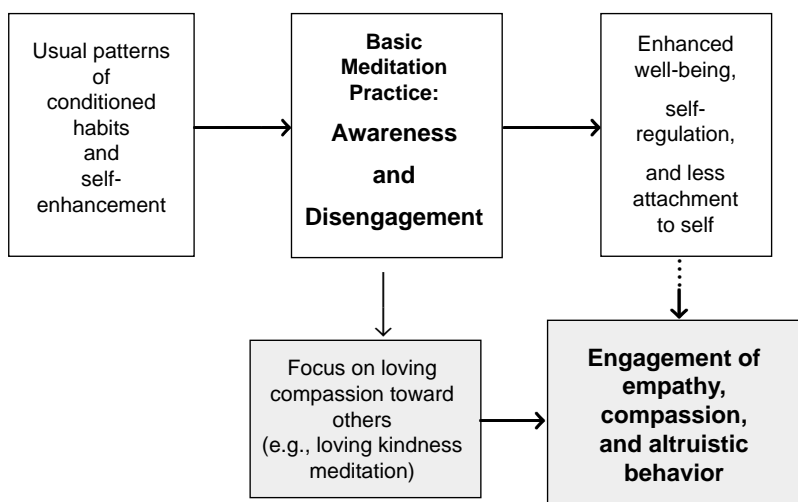 Usual patterns
of
conditioned
habits
and
self-
enhancement
Basic
Meditation
Practice:
Awareness
and
Disengagement
Enhanced
well-being,
self-
regulation,
and less
attachment
to self
Focus on loving
compassion toward
others
(e.g., loving kindness
meditation)
Engagement of
empathy,
compassion,
and altruistic
behavior